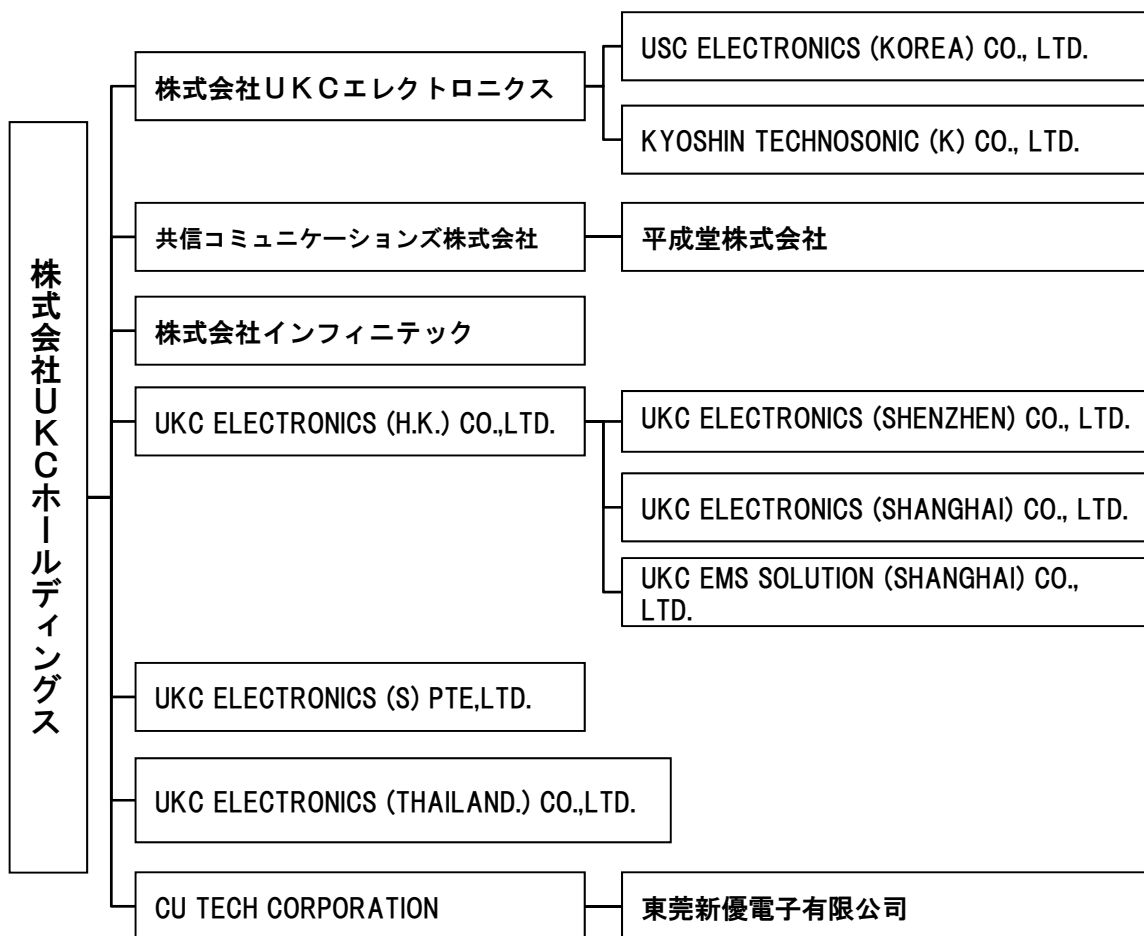 株式会社UKCホールディングス
株式会社UKCエレクトロニクス
USC ELECTRONICS (KOREA) CO., LTD.
KYOSHIN TECHNOSONIC (K) CO., LTD.
共信コミュニケーションズ株式会社
平成堂株式会社
株式会社インフィニテック
UKC ELECTRONICS (H.K.) CO.,LTD.
UKC ELECTRONICS (SHENZHEN) CO., LTD.
UKC ELECTRONICS (SHANGHAI) CO., LTD.
UKC EMS SOLUTION (SHANGHAI) CO.,
LTD.
UKC ELECTRONICS (S) PTE,LTD.
UKC ELECTRONICS (THAILAND.) CO.,LTD.
CU TECH CORPORATION
東莞新優電子有限公司